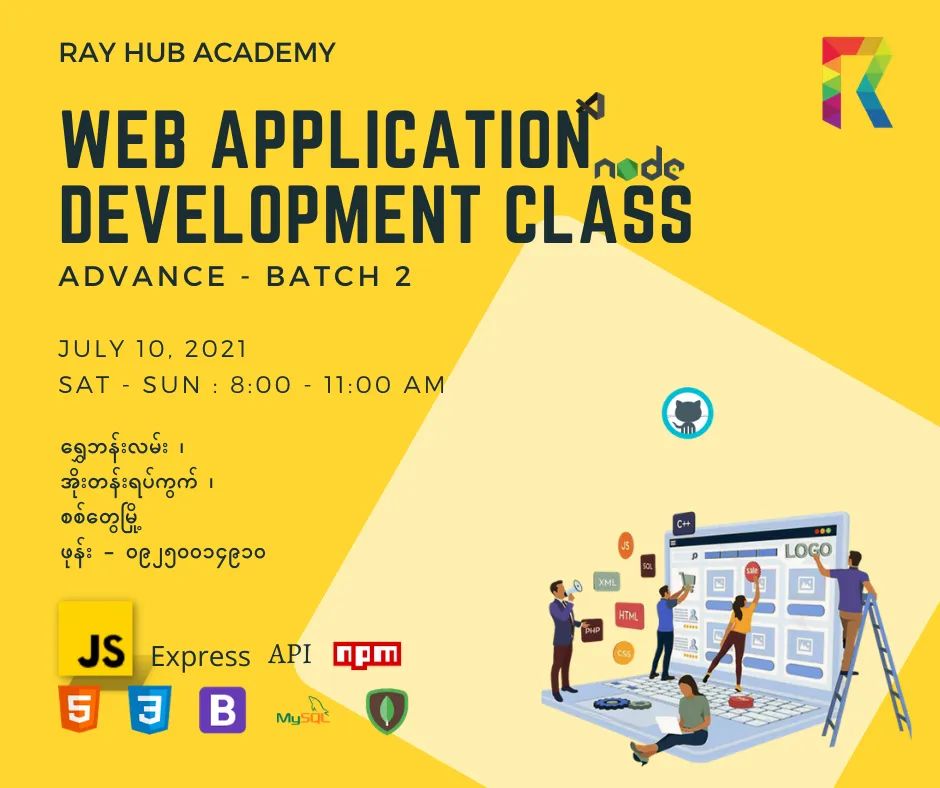 RAY HUB ACADEMY
WEB APPLICATION
node
DEVELOPMENT CLASS
ADVANCE - BATCH 2
JULY 10, 2021
SAT - SUN : 8:00 - 11:00 AM
ရွှေဘန်းလမ်း ၊
အိုးတန်းရပ်ကွက် ၊
စစ်တွေမြို့
ဖုန်း - ၀၉၂၅၀၀၁၄၉၁၀
C++
JS
SQL
LOGO
XML
sale
HTML
PHP
CSS
JS Express API npm
5 3 B MySQL